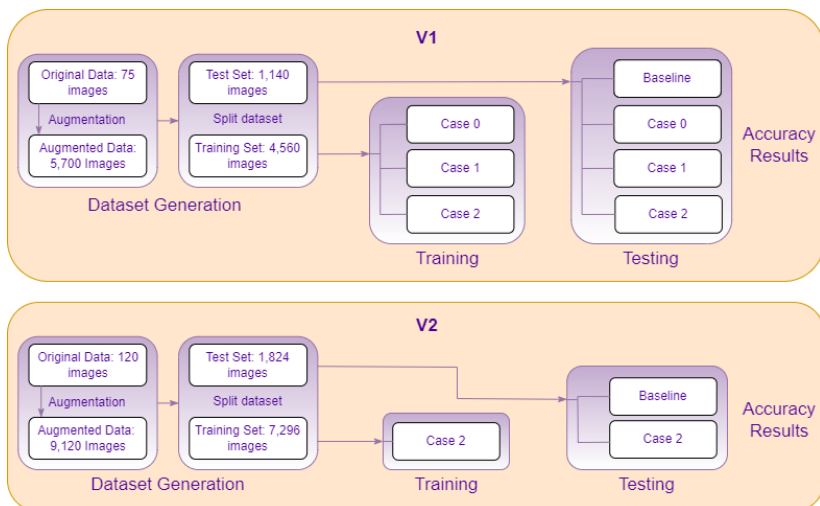 V1
Original Data: 75
images
Augmentation
Augmented Data:
5,700 Images
Test Set: 1,140
images
Split dataset
Training Set: 4,560
images
Dataset Generation
Case 0
Case 1
Case 2
Training
Baseline
Case 0
Case 1
Case 2
Testing
Accuracy
Results
V2
Original Data: 120
images
Augmentation
Augmented Data:
9,120 Images
Test Set: 1,824
images
Split dataset
Training Set: 7,296
images
Dataset Generation
Case 2
Training
Baseline
Case 2
Testing
Accuracy
Results